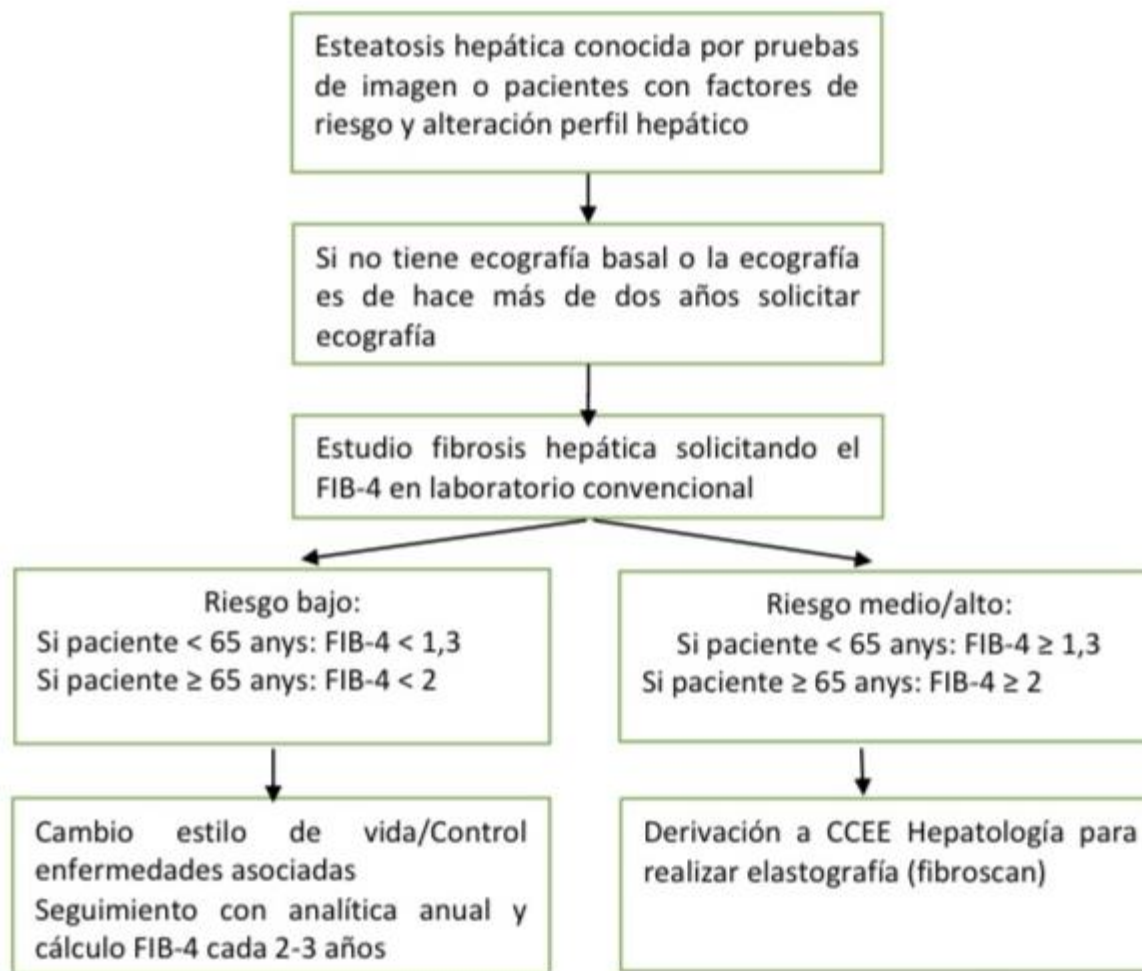 Esteatosis hepática conocida por pruebas
de imagen o pacientes con factores de
riesgo y alteración perfil hepático
Si no tiene ecografía basal o la ecografía
es de hace más de dos años solicitar
ecografía
Estudio fibrosis hepática solicitando el
FIB-4 en laboratorio convencional
Riesgo bajo:
Si paciente < 65 anys: FIB-4 < 1,3
Si paciente ≥ 65 anys: FIB-4 < 2
Riesgo medio/alto:
Si paciente < 65 anys: FIB-4 ≥ 1,3
Si paciente ≥ 65 anys: FIB-4 ≥ 2
Cambio estilo de vida/Control
enfermedades asociadas
Seguimiento con analítica anual y
cálculo FIB-4 cada 2-3 años
Derivación a CCEE Hepatología para
realizar elastografía (fibroscan)